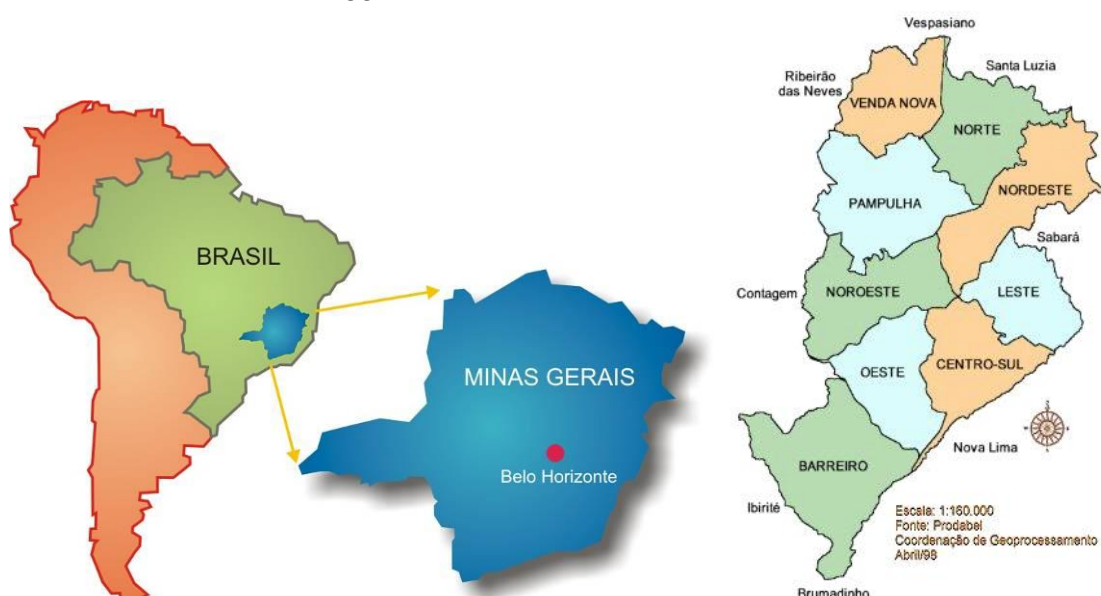 BRASIL
MINAS GERAIS
Belo Horizonte
Vespasiano
Santa Luzia
Ribeirão
das Neves
VENDA NOVA
NORTE
NORDESTE
PAMPULHA
Sabará
Contagem
NOROESTE
LESTE
OESTE
CENTRO-SUL
Nova Lima
BARREIRO
Ibirité
Escala: 1:160.000
Fonte: Prodabel
Coordenação de Geoprocessamento
Abril/98
Brumadinho